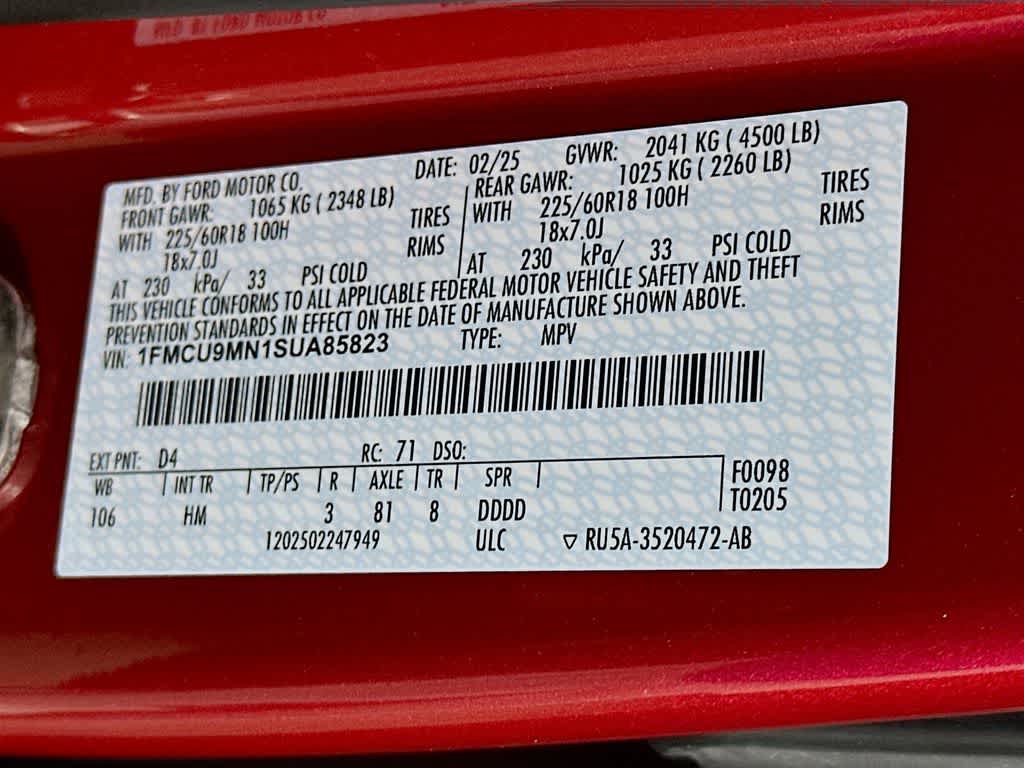 MFD. BY FORD MOTOR CO. DATE: 02/25 GVWR: 2041 KG ( 4500 LB)
FRONT GAWR: 1065 KG ( 2348 LB) REAR GAWR: 1025 KG ( 2260 LB)
WITH 225/60R18 100H TIRES WITH 225/60R18 100H TIRES
18x7.0J RIMS 18x7.0J RIMS
AT 230 kPa/ 33 PSI COLD AT 230 kPa/ 33 PSI COLD
THIS VEHICLE CONFORMS TO ALL APPLICABLE FEDERAL MOTOR VEHICLE SAFETY AND THEFT
PREVENTION STANDARDS IN EFFECT ON THE DATE OF MANUFACTURE SHOWN ABOVE.
VIN: 1FMCU9MN1SUA85823 TYPE: MPV
EXT PNT: D4 RC: 71 DSO:
WB INT TR TP/PS R AXLE TR SPR F0098
106 HM 3 81 8 DDDD T0205
1202502247949 ULC ▽ RU5A-3520472-AB